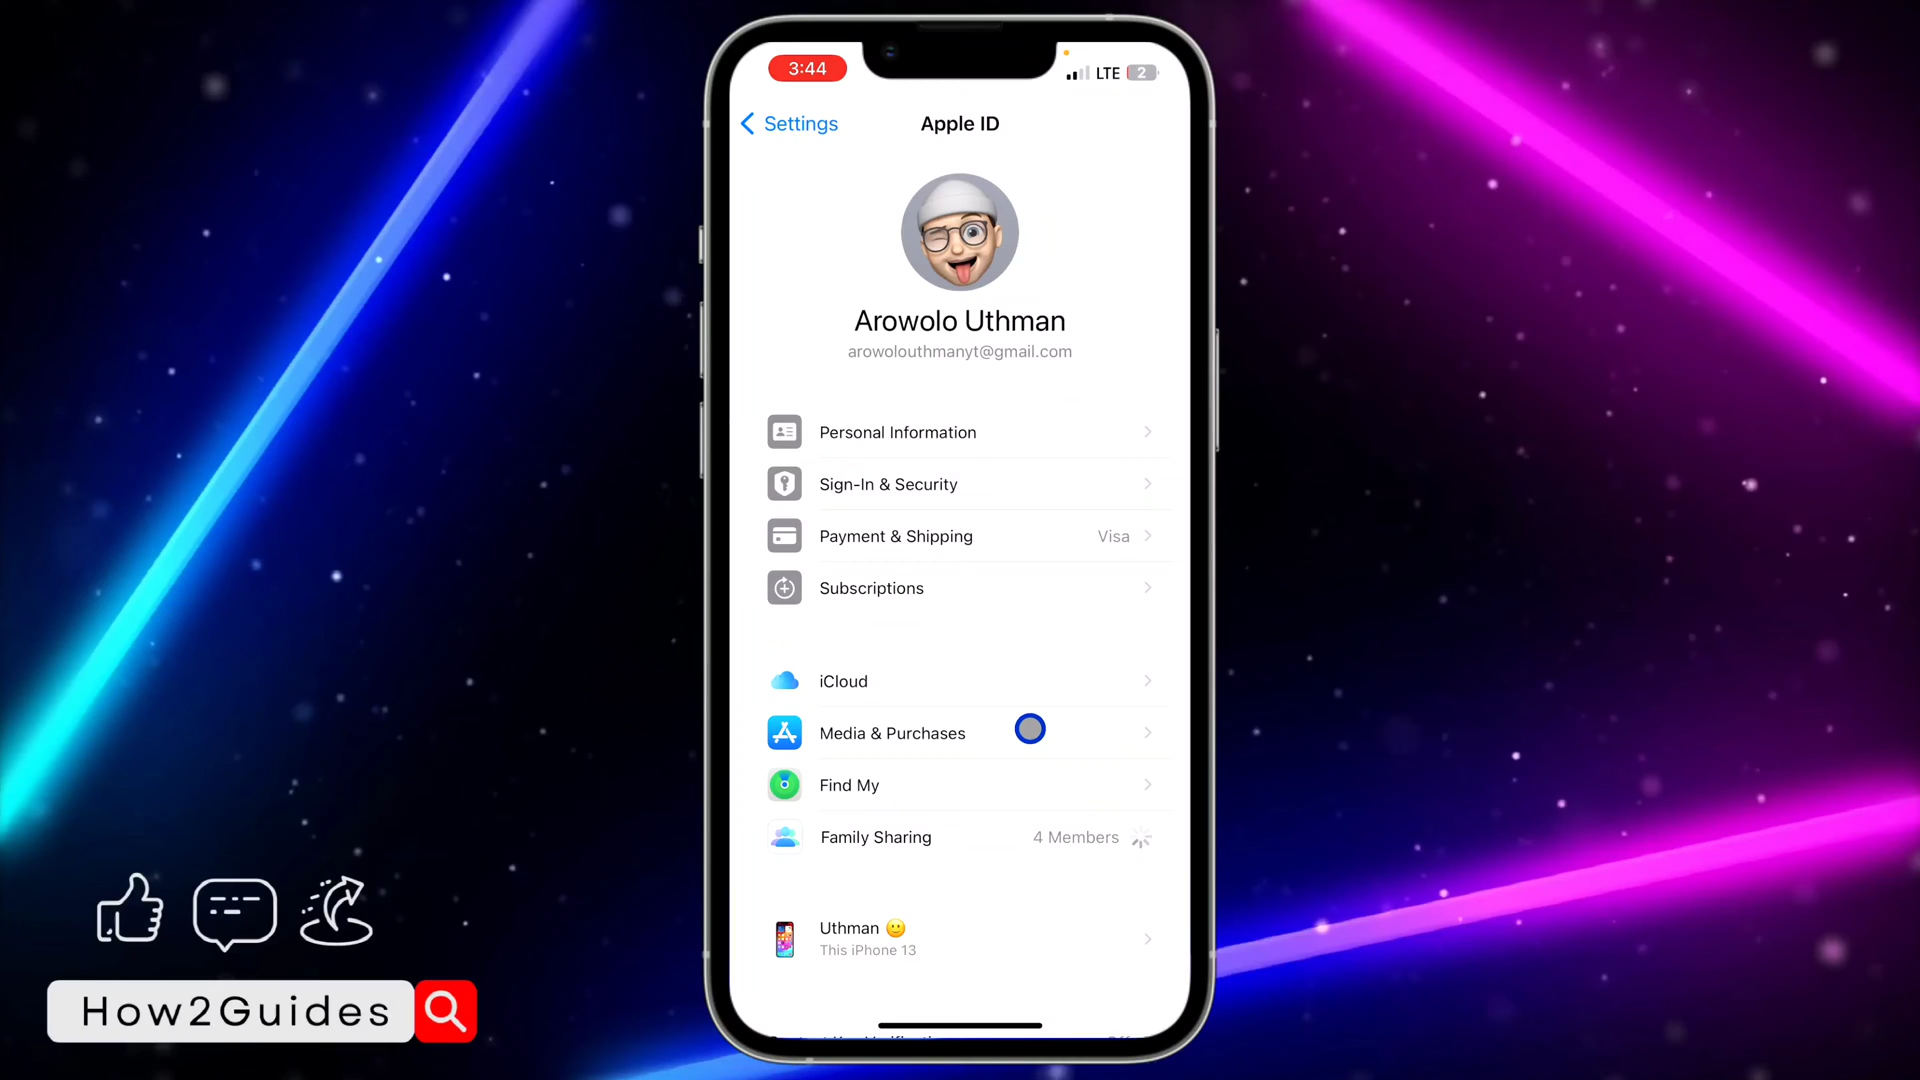 3:44
LTE 2
Settings
Apple ID
Arowolo Uthman
arowolouthmanyt@gmail.com
Personal Information
Sign-In & Security
Payment & Shipping Visa
Subscriptions
iCloud
Media & Purchases
Find My
Family Sharing 4 Members
Uthman 🙂
This iPhone 13
How2Guides